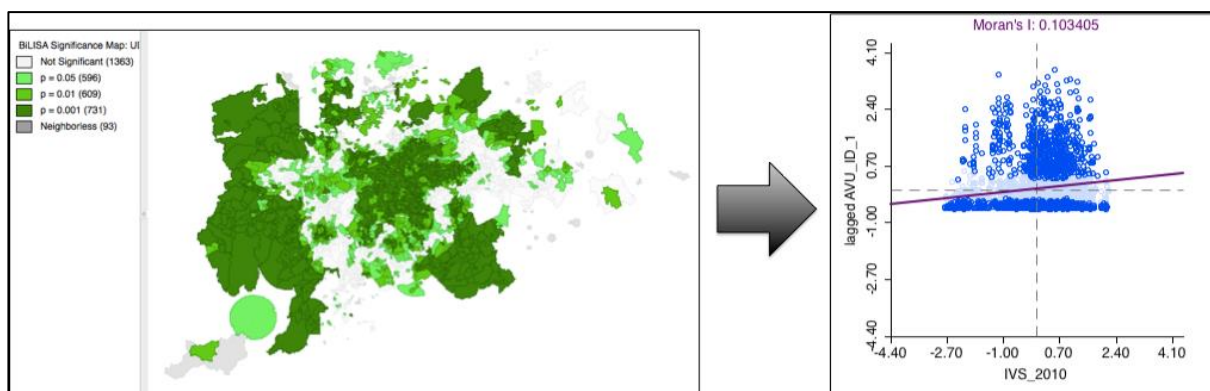 BiLISA Significance Map: UI
Not Significant (1363)
p = 0.05 (596)
p = 0.01 (609)
p = 0.001 (731)
Neighborless (93)
Moran's I: 0.103405
lagged AVU_ID_1
4.10
2.40
0.70
-1.00
-2.70
-4.40
-4.40 -2.70 -1.00 0.70 2.40 4.10
IVS_2010